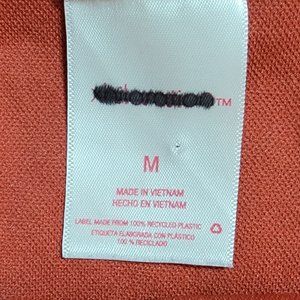 ™
M
MADE IN VIETNAM
HECHO EN VIETNAM
LABEL MADE FROM 100% RECYCLED PLASTIC
ETIQUETA ELABORADA CON PLÁSTICO
100 % RECICLADO